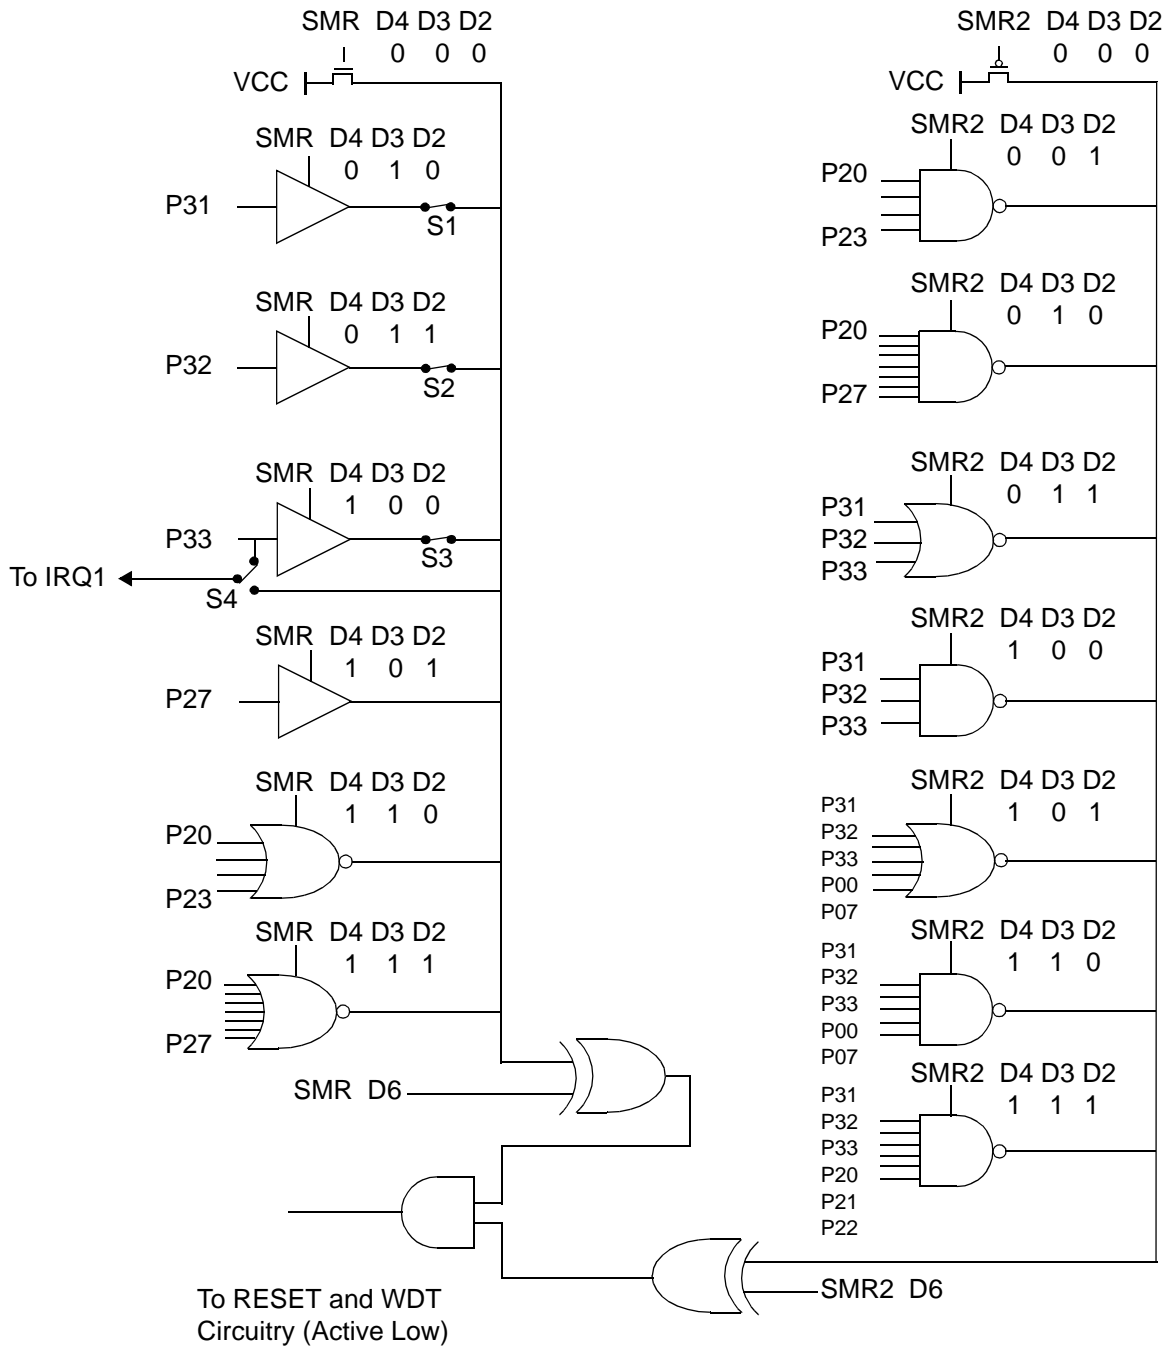 SMR D4 D3 D2
0 0 0
VCC
SMR D4 D3 D2
0 1 0
P31
S1
SMR D4 D3 D2
0 1 1
P32
S2
SMR D4 D3 D2
1 0 0
P33
S3
To IRQ1
S4
SMR D4 D3 D2
1 0 1
P27
SMR D4 D3 D2
1 1 0
P20
P23
SMR D4 D3 D2
1 1 1
P20
P27
SMR D6
To RESET and WDT
Circuitry (Active Low)
SMR2 D4 D3 D2
0 0 0
VCC
SMR2 D4 D3 D2
0 0 1
P20
P23
SMR2 D4 D3 D2
0 1 0
P20
P27
SMR2 D4 D3 D2
0 1 1
P31
P32
P33
SMR2 D4 D3 D2
1 0 0
P31
P32
P33
SMR2 D4 D3 D2
1 0 1
P31
P32
P33
P00
P07
SMR2 D4 D3 D2
1 1 0
P31
P32
P33
P00
P07
SMR2 D4 D3 D2
1 1 1
P31
P32
P33
P20
P21
P22
SMR2 D6